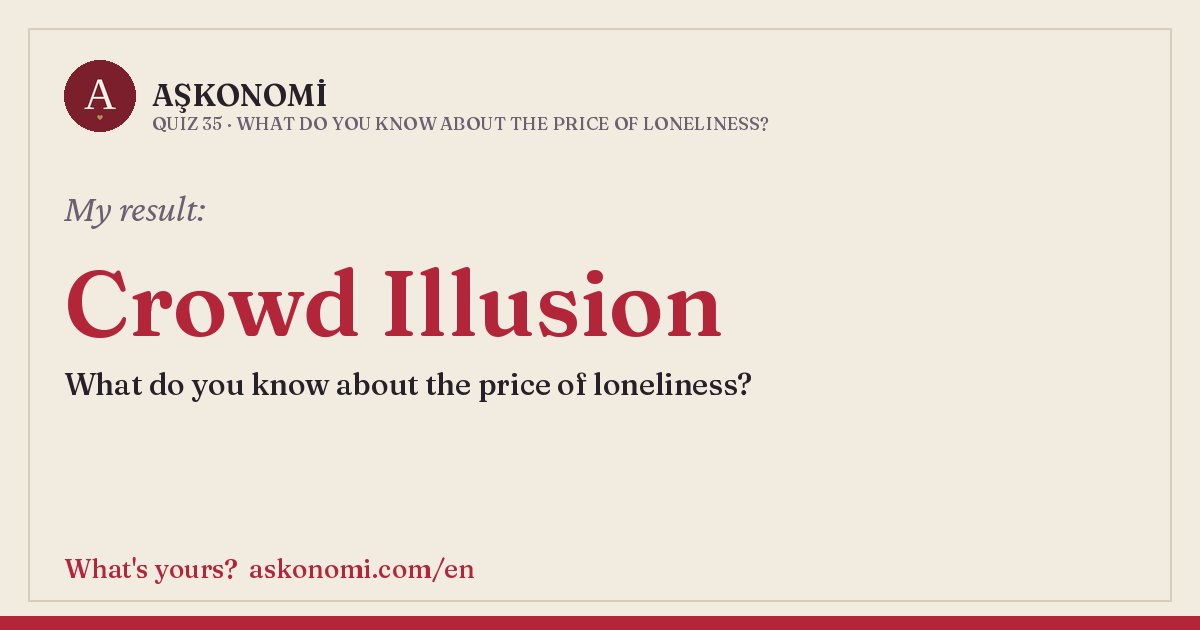 A
AŞKONOMİ
QUIZ 35 · WHAT DO YOU KNOW ABOUT THE PRICE OF LONELINESS?
My result:
Crowd Illusion
What do you know about the price of loneliness?
What's yours? askonomi.com/en